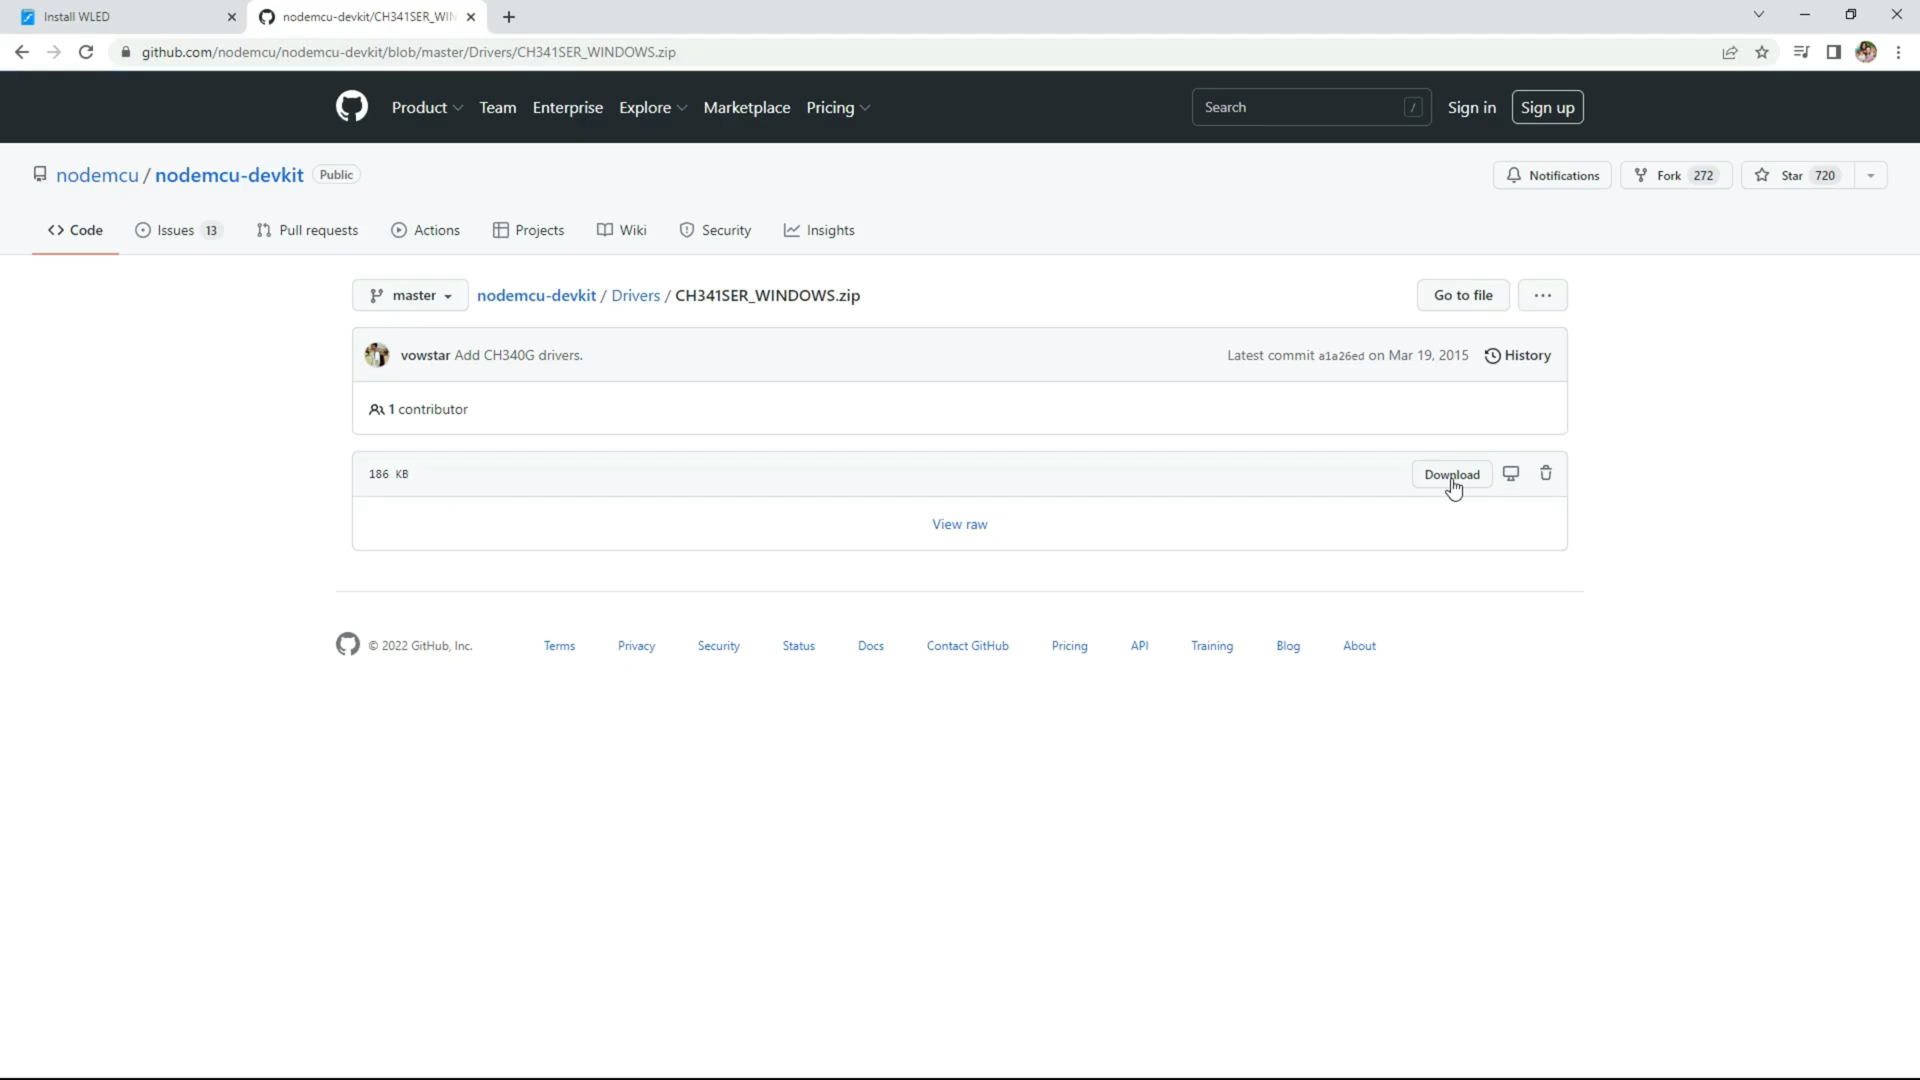 Install WLED
nodemcu-devkit/CH341SER_WIN
github.com/nodemcu/nodemcu-devkit/blob/master/Drivers/CH341SER_WINDOWS.zip
Product Team Enterprise Explore Marketplace Pricing Search / Sign in Sign up
nodemcu / nodemcu-devkit Public Notifications Fork 272 Star 720
Code Issues 13 Pull requests Actions Projects Wiki Security Insights
master nodemcu-devkit / Drivers / CH341SER_WINDOWS.zip Go to file ...
vowstar Add CH340G drivers. Latest commit a1a26ed on Mar 19, 2015 History
1 contributor
186 KB Download
View raw
© 2022 GitHub, Inc. Terms Privacy Security Status Docs Contact GitHub Pricing API Training Blog About